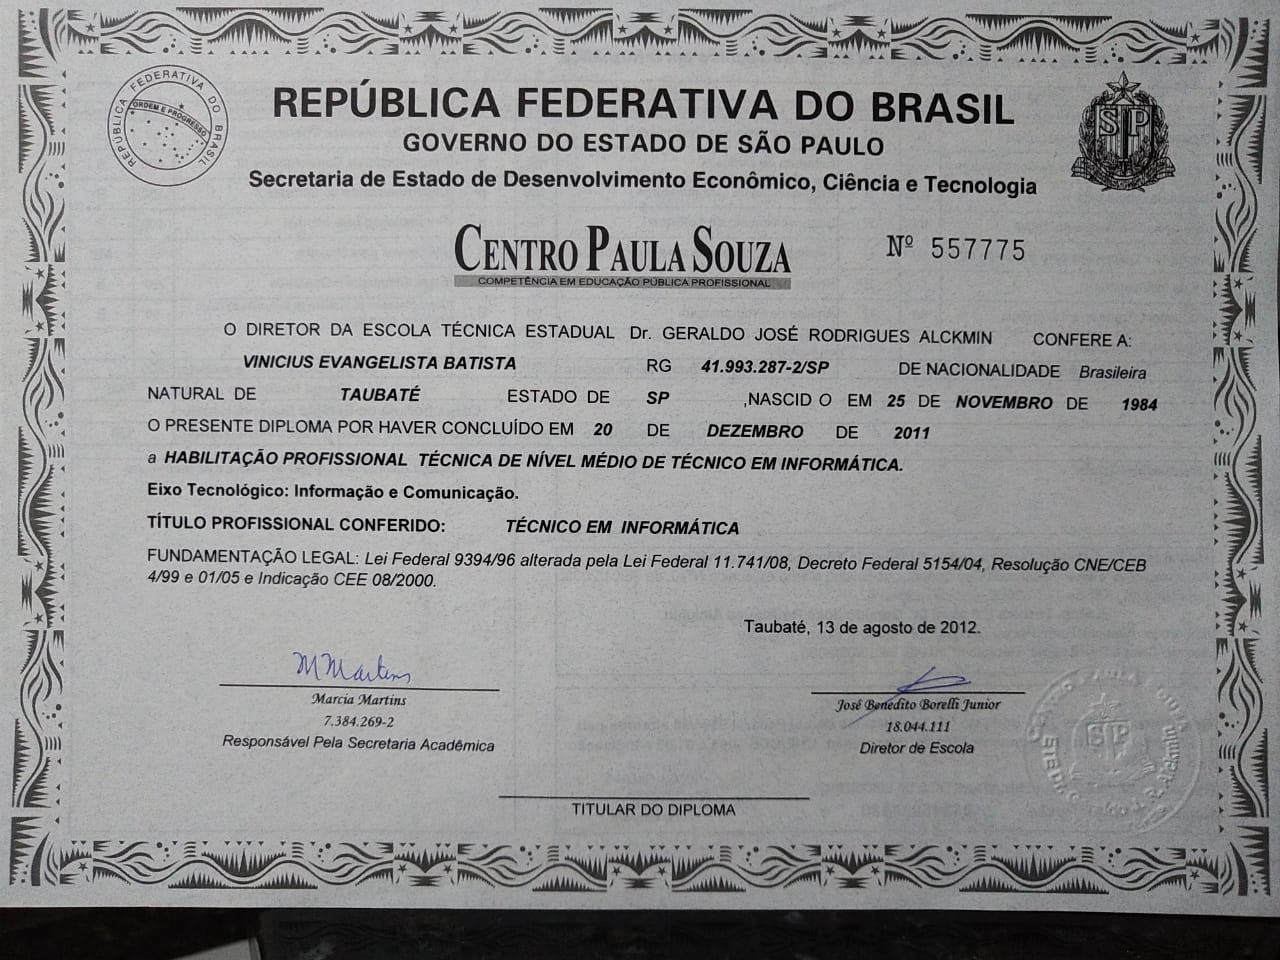 REPÚBLICA FEDERATIVA DO BRASIL
ORDEM E PROGRESSO
SP
REPÚBLICA FEDERATIVA DO BRASIL
GOVERNO DO ESTADO DE SÃO PAULO
Secretaria de Estado de Desenvolvimento Econômico, Ciência e Tecnologia
CENTRO PAULA SOUZA
COMPETÊNCIA EM EDUCAÇÃO PÚBLICA PROFISSIONAL
Nº 557775
O DIRETOR DA ESCOLA TÉCNICA ESTADUAL Dr. GERALDO JOSÉ RODRIGUES ALCKMIN CONFERE A:
VINICIUS EVANGELISTA BATISTA RG 41.993.287-2/SP DE NACIONALIDADE Brasileira
NATURAL DE TAUBATÉ ESTADO DE SP ,NASCID O EM 25 DE NOVEMBRO DE 1984
O PRESENTE DIPLOMA POR HAVER CONCLUÍDO EM 20 DE DEZEMBRO DE 2011
a HABILITAÇÃO PROFISSIONAL TÉCNICA DE NÍVEL MÉDIO DE TÉCNICO EM INFORMÁTICA.
Eixo Tecnológico: Informação e Comunicação.
TÍTULO PROFISSIONAL CONFERIDO: TÉCNICO EM INFORMÁTICA
FUNDAMENTAÇÃO LEGAL: Lei Federal 9394/96 alterada pela Lei Federal 11.741/08, Decreto Federal 5154/04, Resolução CNE/CEB
4/99 e 01/05 e Indicação CEE 08/2000.
Taubaté, 13 de agosto de 2012.
MMartins
Marcia Martins
7.384.269-2
Responsável Pela Secretaria Acadêmica
José Benedito Borelli Junior
18.044.111
Diretor de Escola
SP
TITULAR DO DIPLOMA